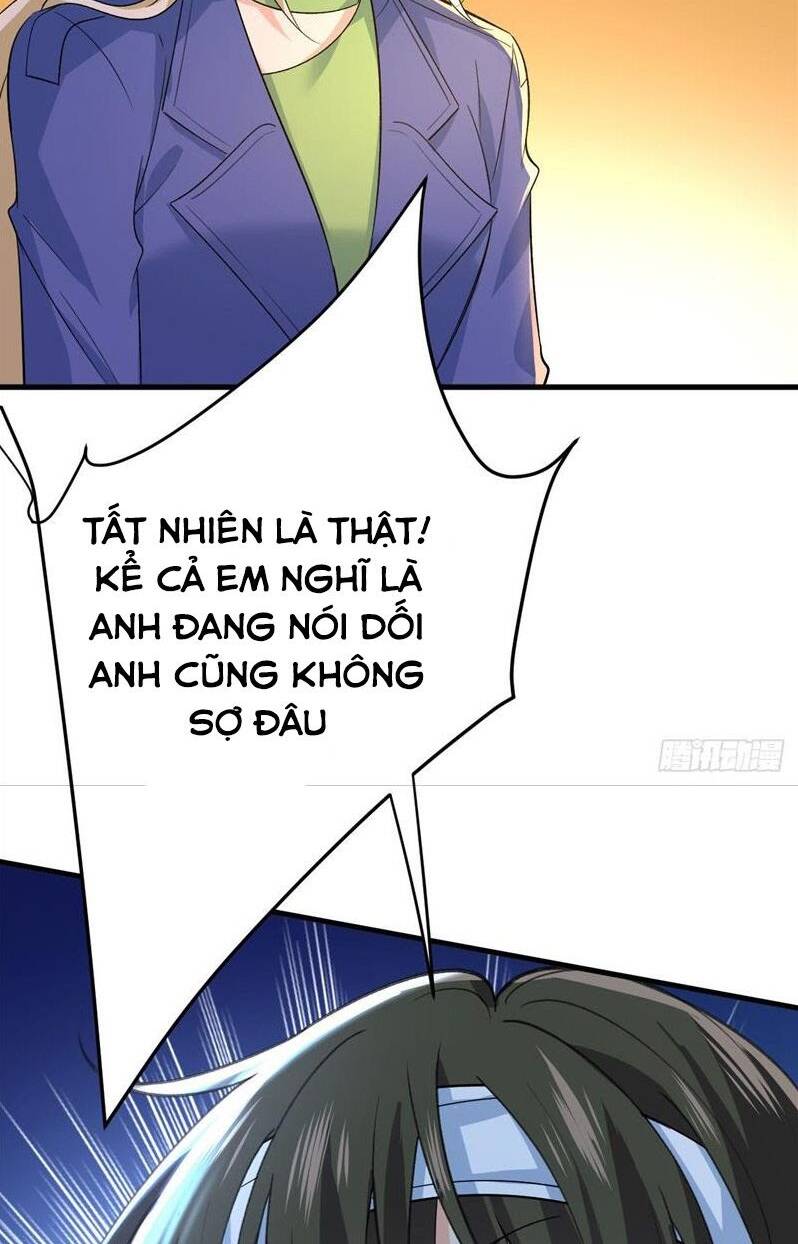 TẤT NHIÊN LÀ THẬT!
KỂ CẢ EM NGHĨ LÀ
ANH ĐANG NÓI DỐI
ANH CŨNG KHÔNG
SỢ ĐÂU
腾讯动漫